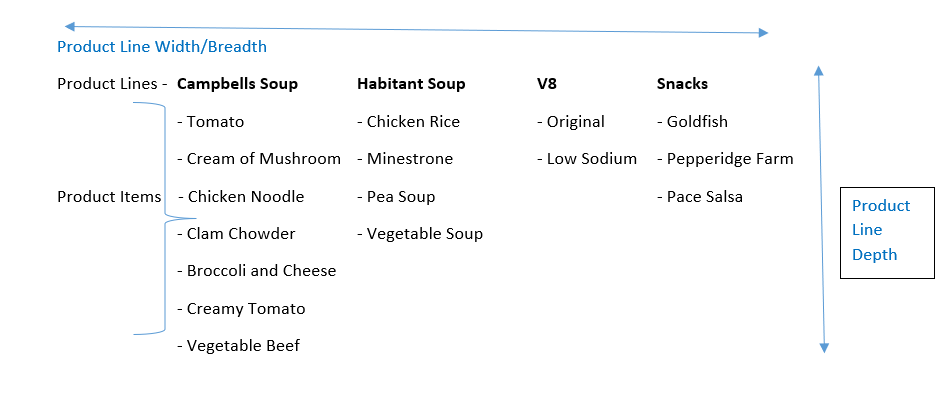 Product Line Width/Breadth
Product Lines - Campbells Soup Habitant Soup V8 Snacks
- Tomato - Chicken Rice - Original - Goldfish
- Cream of Mushroom - Minestrone - Low Sodium - Pepperidge Farm
Product Items - Chicken Noodle - Pea Soup - Pace Salsa
- Clam Chowder - Vegetable Soup
- Broccoli and Cheese
- Creamy Tomato
- Vegetable Beef
Product
Line
Depth